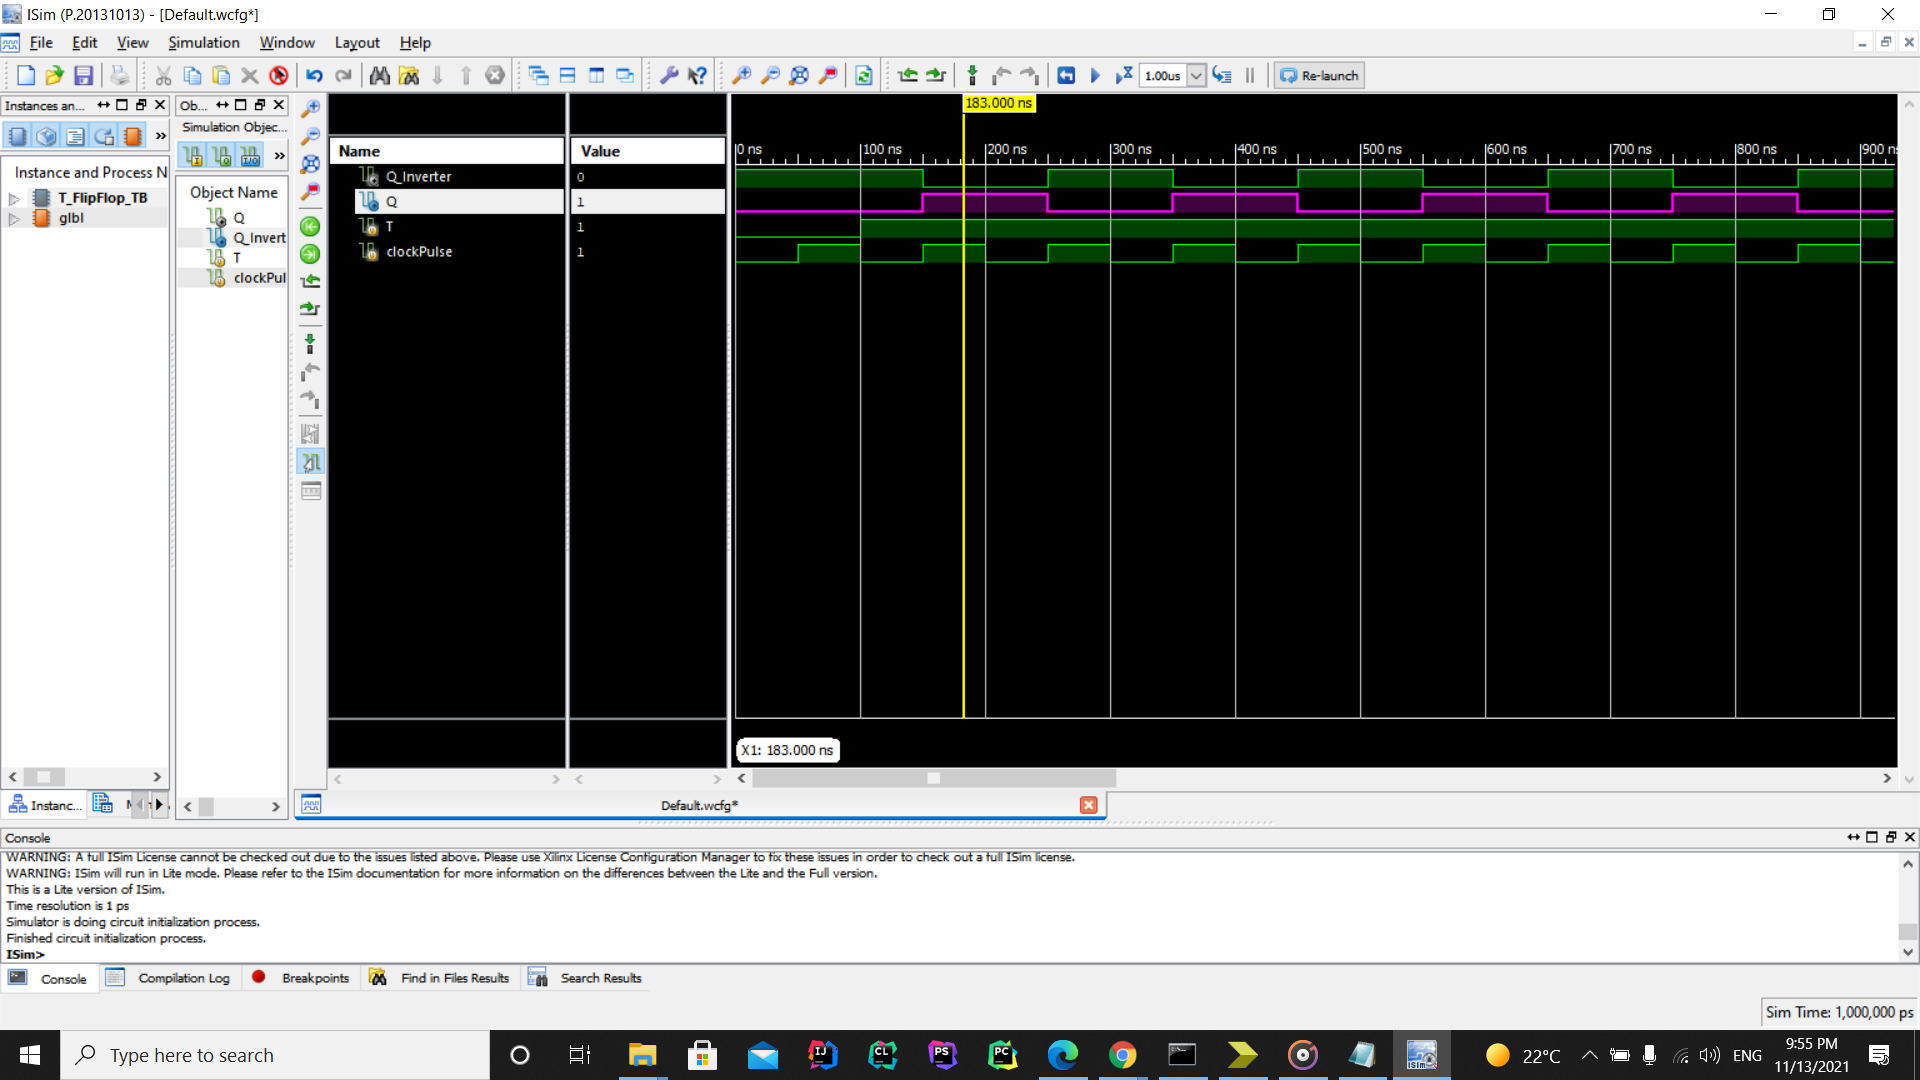 ISim (P.20131013) - [Default.wcfg*]
File Edit View Simulation Window Layout Help
1.00us Re-launch
Instances an...
Ob...
Simulation Objec...
Instance and Process N
T_FlipFlop_TB
glbl
Object Name
Q
Q_Invert
T
clockPul
Name Value
Q_Inverter 0
Q 1
T 1
clockPulse 1
183.000 ns
0 ns 100 ns 200 ns 300 ns 400 ns 500 ns 600 ns 700 ns 800 ns 900 n
X1: 183.000 ns
Instanc...
Default.wcfg*
Console
WARNING: A full ISim License cannot be checked out due to the issues listed above. Please use Xilinx License Configuration Manager to fix these issues in order to check out a full ISim license.
WARNING: ISim will run in Lite mode. Please refer to the ISim documentation for more information on the differences between the Lite and the Full version.
This is a Lite version of ISim.
Time resolution is 1 ps
Simulator is doing circuit initialization process.
Finished circuit initialization process.
ISim>
Console Compilation Log Breakpoints Find in Files Results Search Results
Sim Time: 1,000,000 ps
Type here to search
IJ CL PS PC ISim
22°C ENG
9:55 PM
11/13/2021